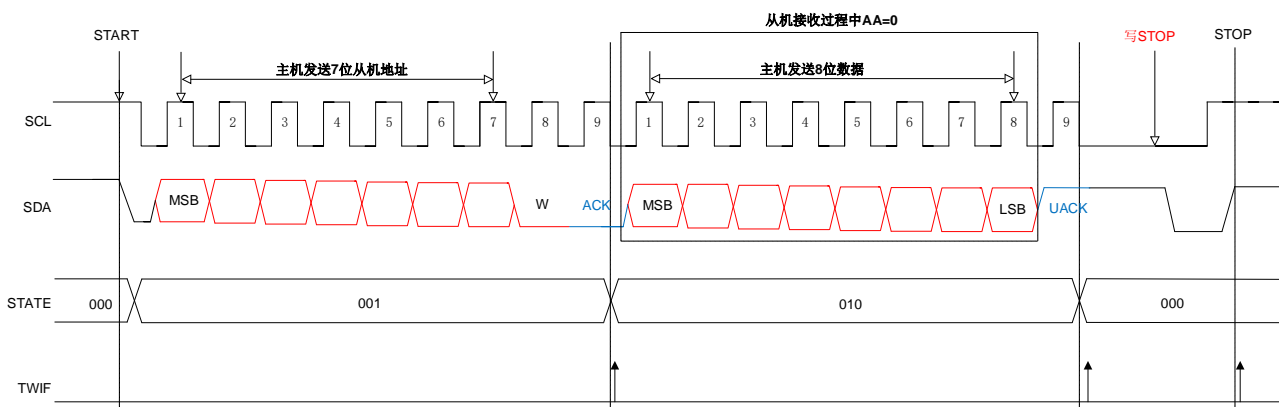 从机接收过程中AA=0
START
写STOP
STOP
主机发送7位从机地址
主机发送8位数据
SCL
1 2 3 4 5 6 7 8 9 1 2 3 4 5 6 7 8 9
SDA
MSB W ACK MSB LSB UACK
STATE 000 001 010 000
TWIF